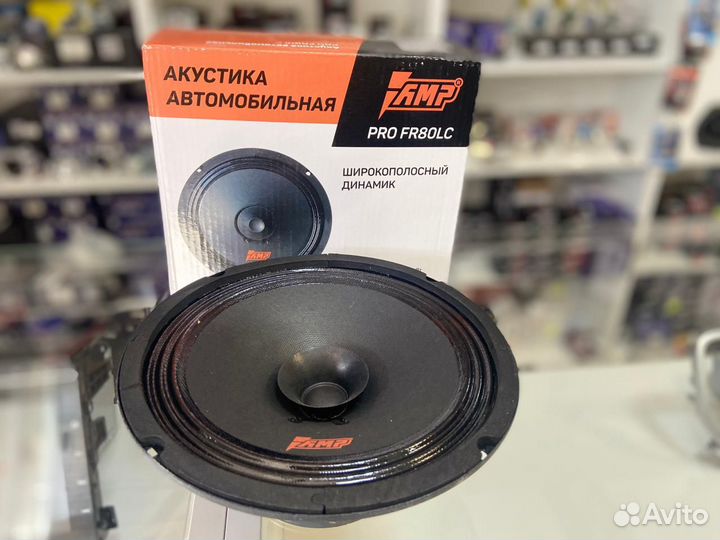 АКУСТИКА
АВТОМОБИЛЬНАЯ
AMP®
PRO FR80LC
ШИРОКОПОЛОСНЫЙ
ДИНАМИК
AMP
AMP
Avito